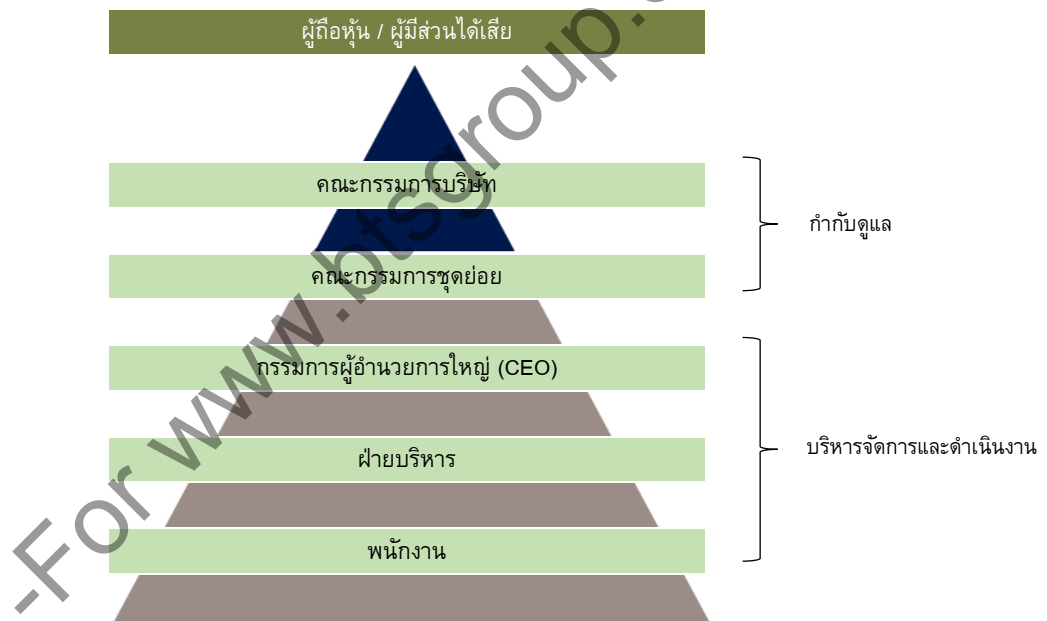 ผู้ถือหุ้น / ผู้มีส่วนได้เสีย
คณะกรรมการบริษัท
กำกับดูแล
คณะกรรมการชุดย่อย
กรรมการผู้อำนวยการใหญ่ (CEO)
บริหารจัดการและดำเนินงาน
ฝ่ายบริหาร
พนักงาน
-For www.btsgroup.